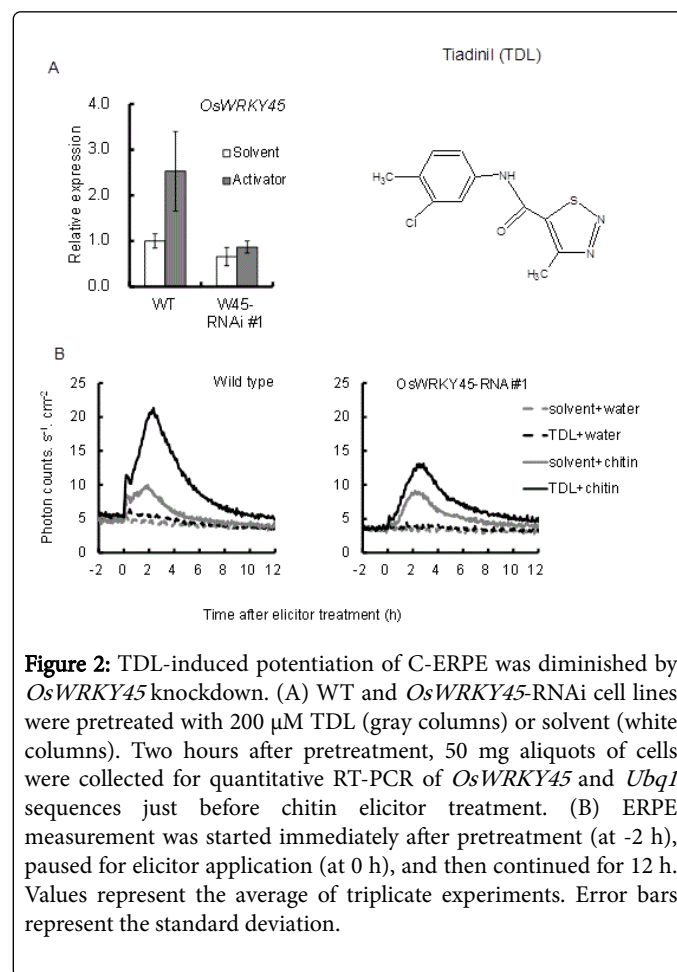 Tiadinil (TDL)
A
OsWRKY45
4.0
3.0
2.0
1.0
0.0
Relative expression
Solvent
Activator
WT
W45-
RNAi #1
H₃C
Cl
NH
O
S
N
N
H₃C
B
Wild type
OsWRKY45-RNAi#1
25
20
15
10
5
0
Photon counts. s⁻¹. cm⁻²
-2 0 2 4 6 8 10 12
25
20
15
10
5
0
-2 0 2 4 6 8 10 12
solvent+water
TDL+water
solvent+chitin
TDL+chitin
Time after elicitor treatment (h)
Figure 2: TDL-induced potentiation of C-ERPE was diminished by
OsWRKY45 knockdown. (A) WT and OsWRKY45-RNAi cell lines
were pretreated with 200 μM TDL (gray columns) or solvent (white
columns). Two hours after pretreatment, 50 mg aliquots of cells
were collected for quantitative RT-PCR of OsWRKY45 and Ubq1
sequences just before chitin elicitor treatment. (B) ERPE
measurement was started immediately after pretreatment (at -2 h),
paused for elicitor application (at 0 h), and then continued for 12 h.
Values represent the average of triplicate experiments. Error bars
represent the standard deviation.